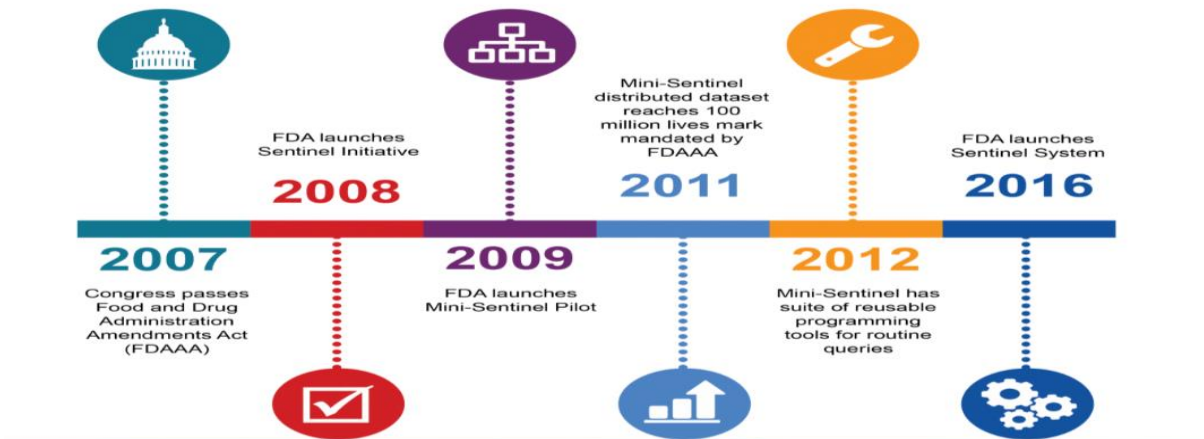 2007
Congress passes
Food and Drug
Administration
Amendments Act
(FDAAA)
FDA launches
Sentinel Initiative
2008
2009
FDA launches
Mini-Sentinel Pilot
Mini-Sentinel
distributed dataset
reaches 100
million lives mark
mandated by
FDAAA
2011
2012
Mini-Sentinel has
suite of reusable
programming
tools for routine
queries
FDA launches
Sentinel System
2016